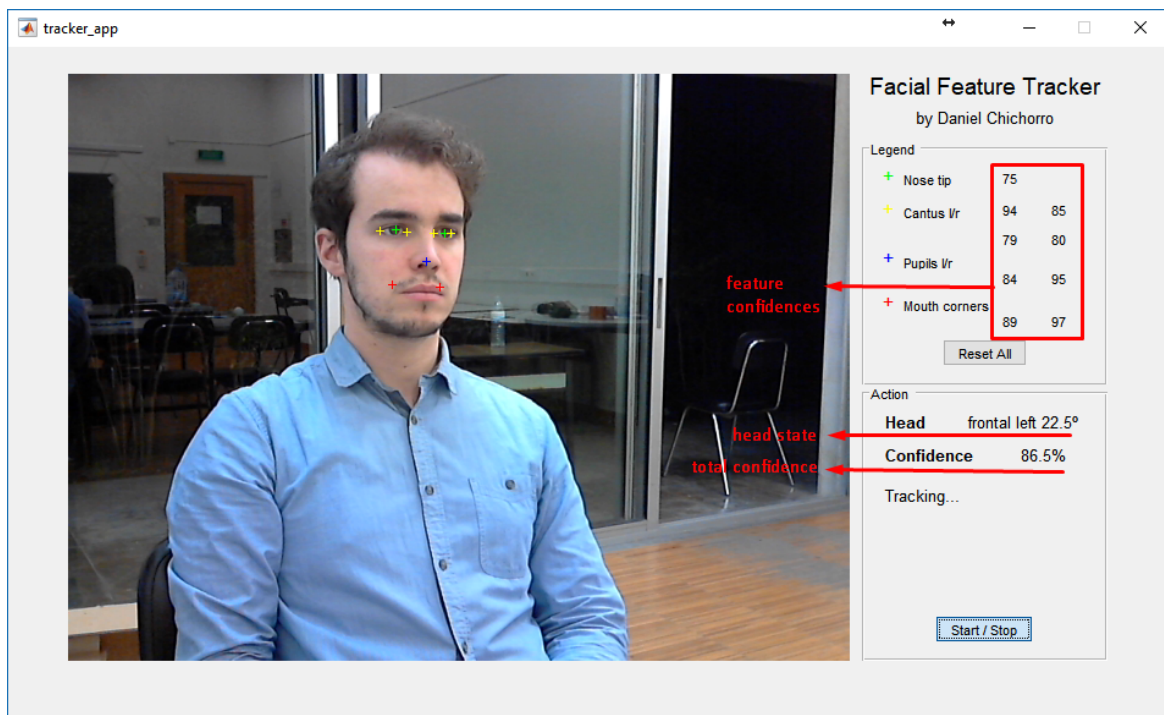 tracker_app
Facial Feature Tracker
by Daniel Chichorro
Legend
+ Nose tip 75
+ Cantus l/r 94 85
79 80
+ Pupils l/r
84 95
+ Mouth corners
89 97
feature
confidences
Reset All
Action
Head frontal left 22.5º
head state
Confidence 86.5%
total confidence
Tracking...
Start / Stop